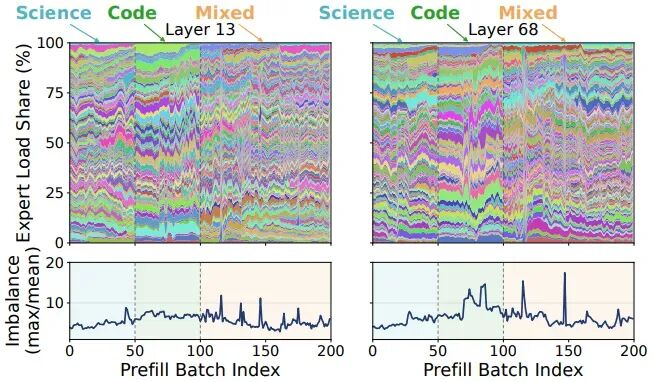 Science Code Mixed Science Code Mixed
Layer 13 Layer 68
Expert Load Share (%)
100
75
50
25
0
Imbalance
(max/mean)
20
10
0 50 100 150 200 0 50 100 150 200
Prefill Batch Index Prefill Batch Index